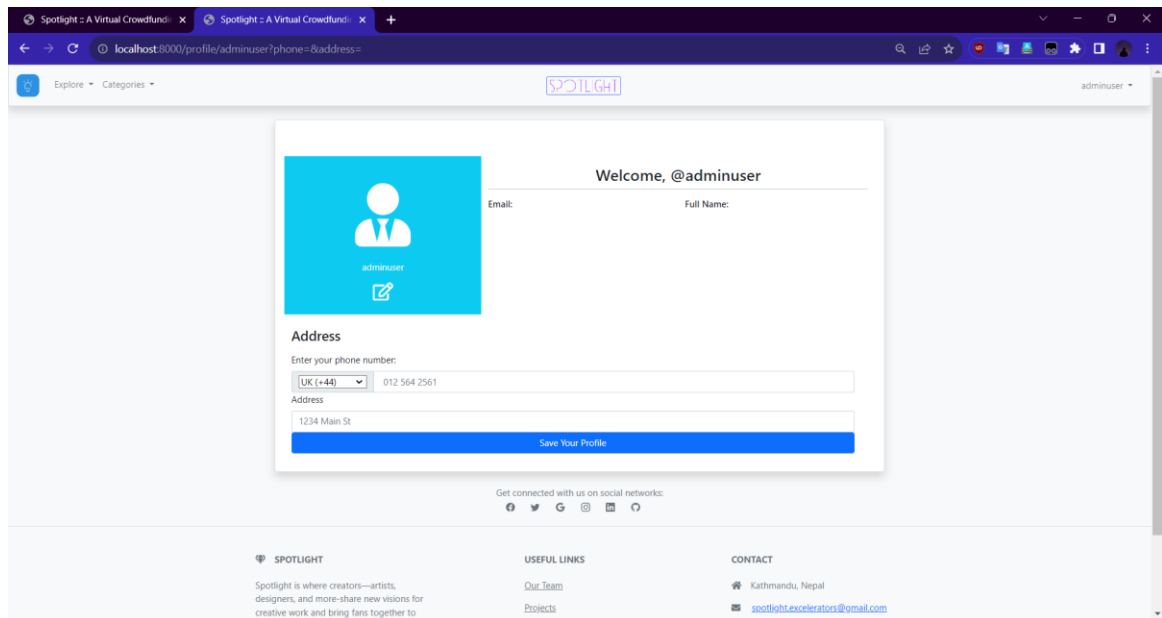 Spotlight :: A Virtual Crowdfundi
Spotlight :: A Virtual Crowdfundi
localhost:8000/profile/adminuser?phone=&address=
Explore Categories
SPOTLIGHT
adminuser
Welcome, @adminuser
Email: Full Name:
adminuser
Address
Enter your phone number:
UK (+44) 012 564 2561
Address
1234 Main St
Save Your Profile
Get connected with us on social networks:
SPOTLIGHT
Spotlight is where creators—artists,
designers, and more-share new visions for
creative work and bring fans together to
USEFUL LINKS
Our Team
Projects
CONTACT
Kathmandu, Nepal
spotlight.excelerators@gmail.com